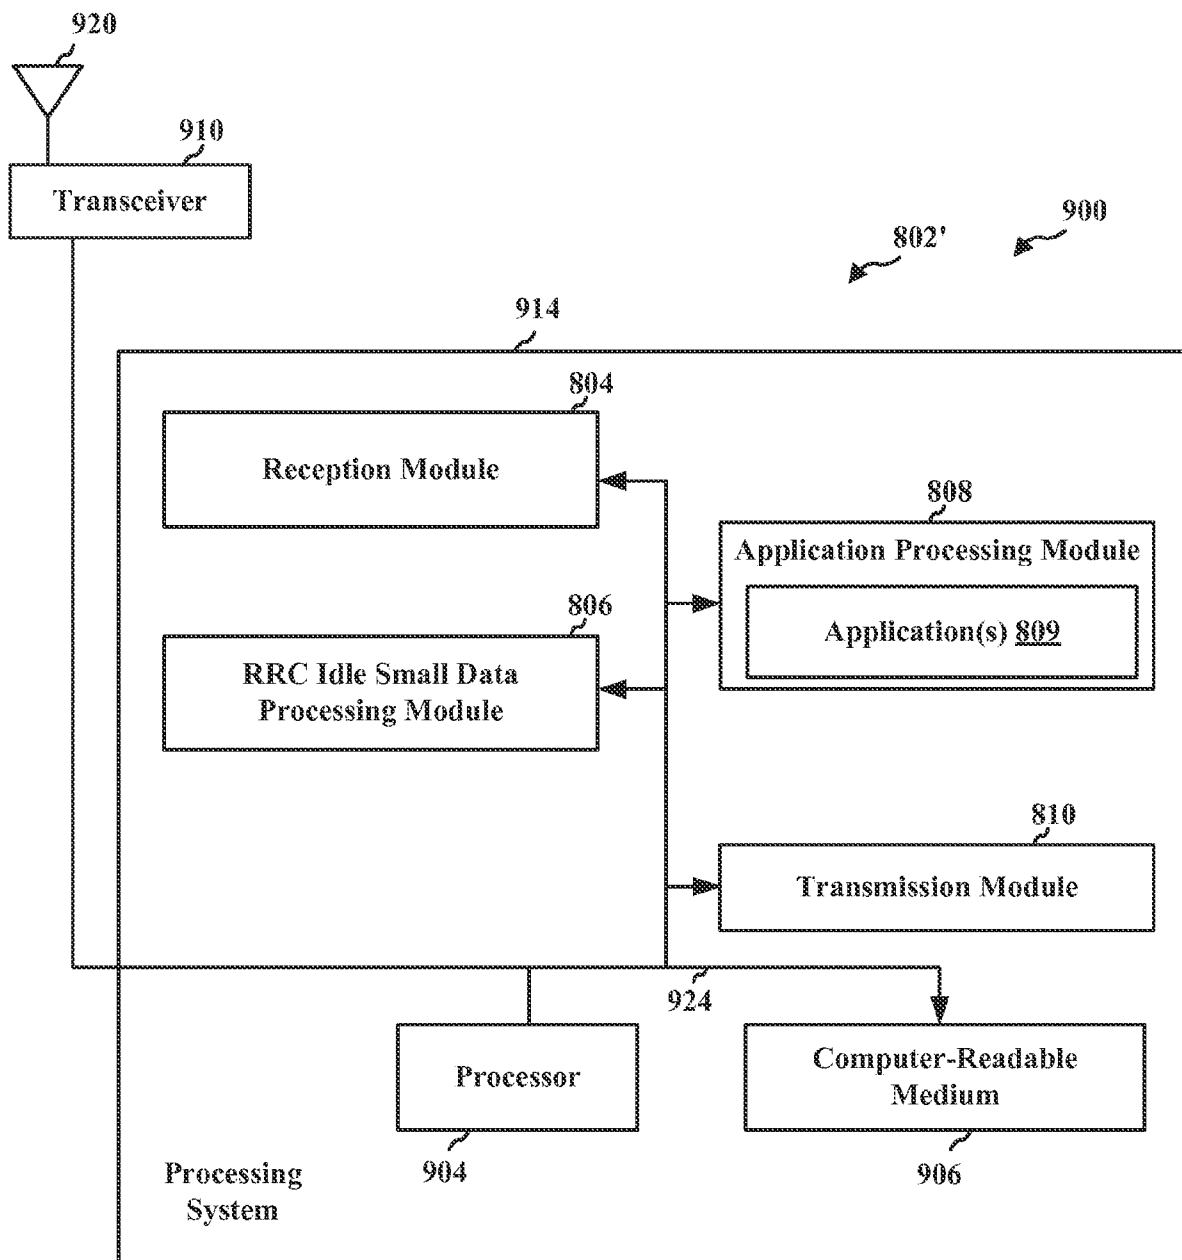 920
910
Transceiver
900
802'
914
804
Reception Module
808
Application Processing Module
Application(s) 809
806
RRC Idle Small Data
Processing Module
810
Transmission Module
924
Processor
Computer-Readable
Medium
904
906
Processing
System